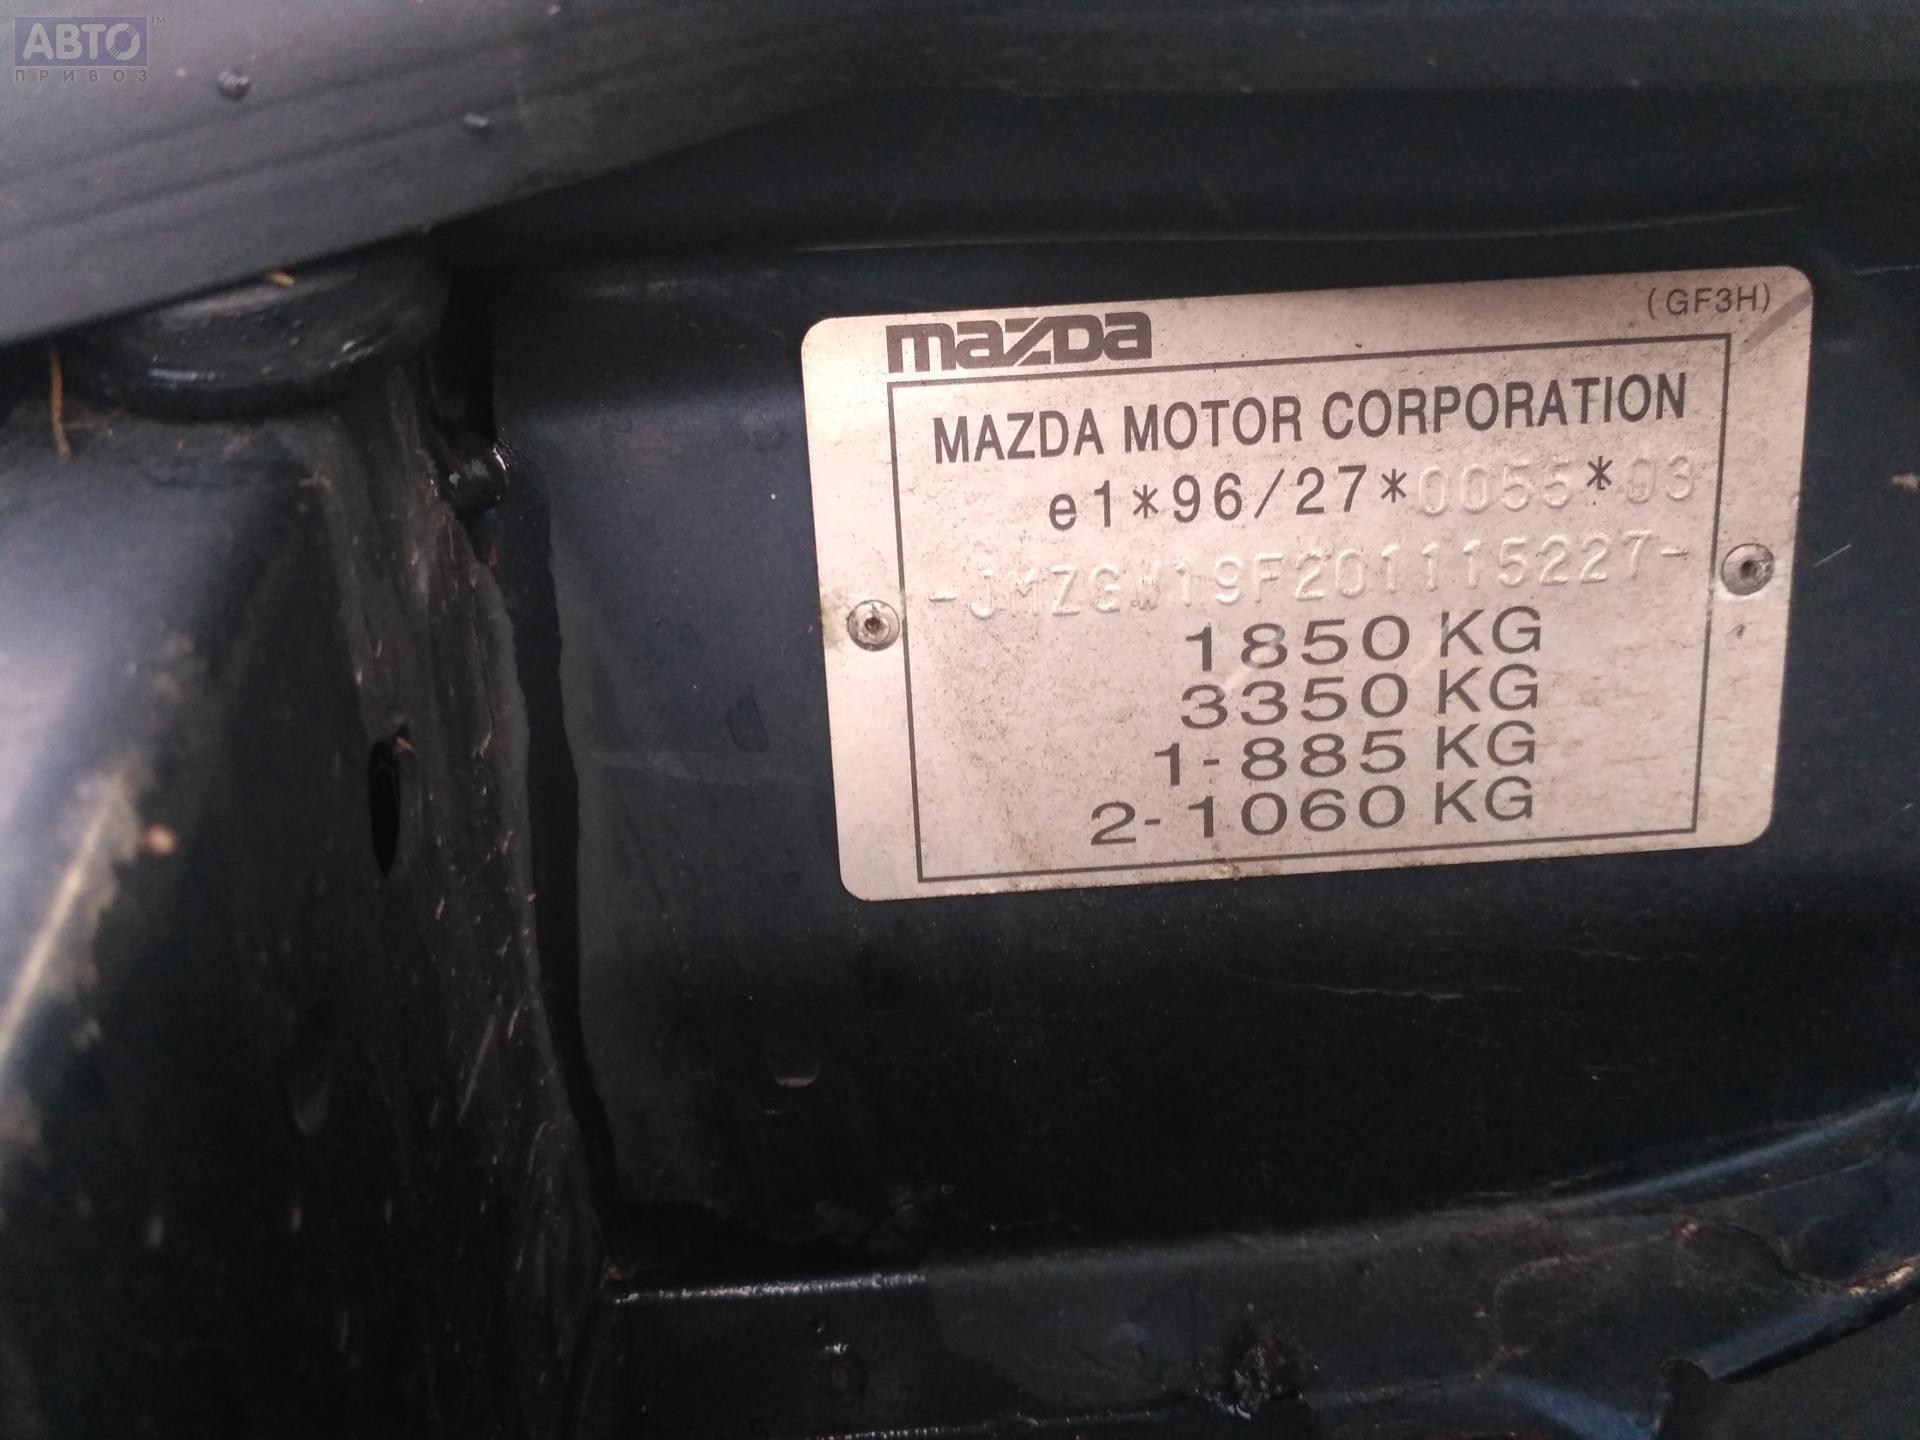 АВТО™
ПРИВОЗ
(GF3H)
mazDa
MAZDA MOTOR CORPORATION
e1*96/27*0055*03
-JMZGW19F201115227-
1850 KG
3350 KG
1-885 KG
2-1060 KG